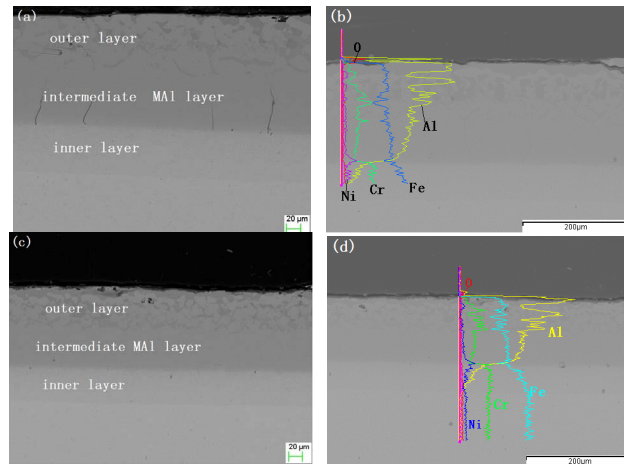 (a)
outer layer
intermediate MAl layer
inner layer
20 μm
(b)
O
Al
Ni
Cr
Fe
200μm
(c)
outer layer
intermediate MAl layer
inner layer
20 μm
(d)
O
Al
Fe
Cr
Ni
200μm